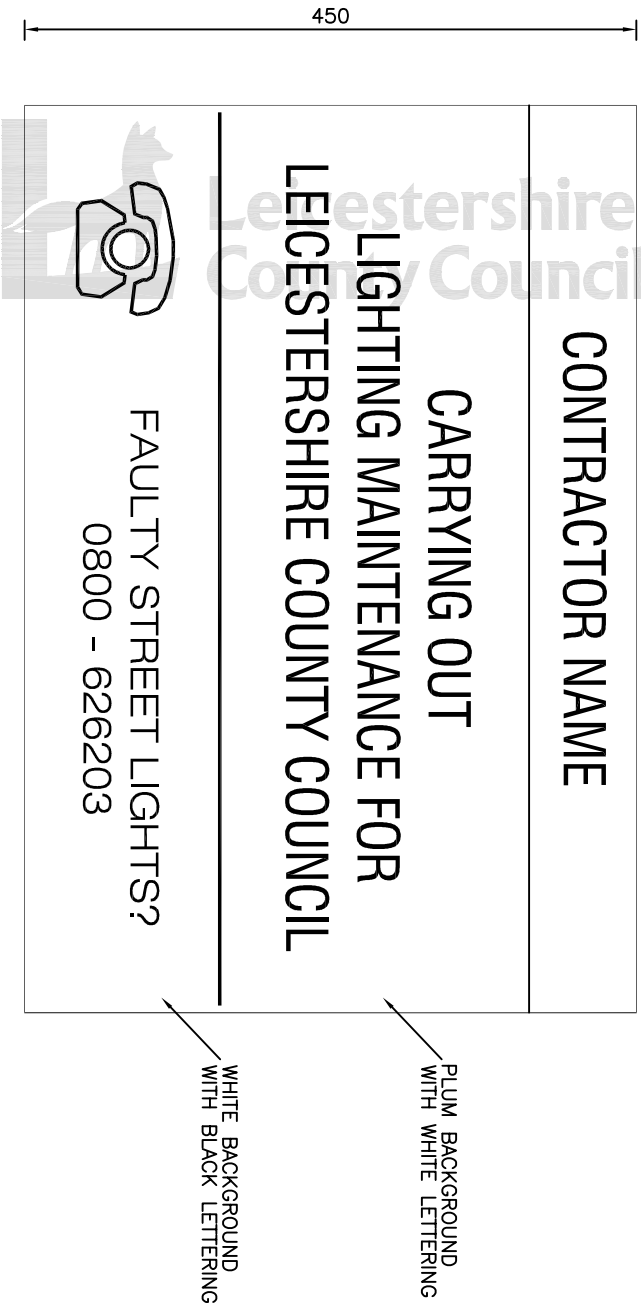 450
Leicestershire
County Council
CONTRACTOR NAME
CARRYING OUT
LIGHTING MAINTENANCE FOR
LEICESTERSHIRE COUNTY COUNCIL
FAULTY STREET LIGHTS?
0800 - 626203
PLUM BACKGROUND
WITH WHITE LETTERING
WHITE BACKGROUND
WITH BLACK LETTERING